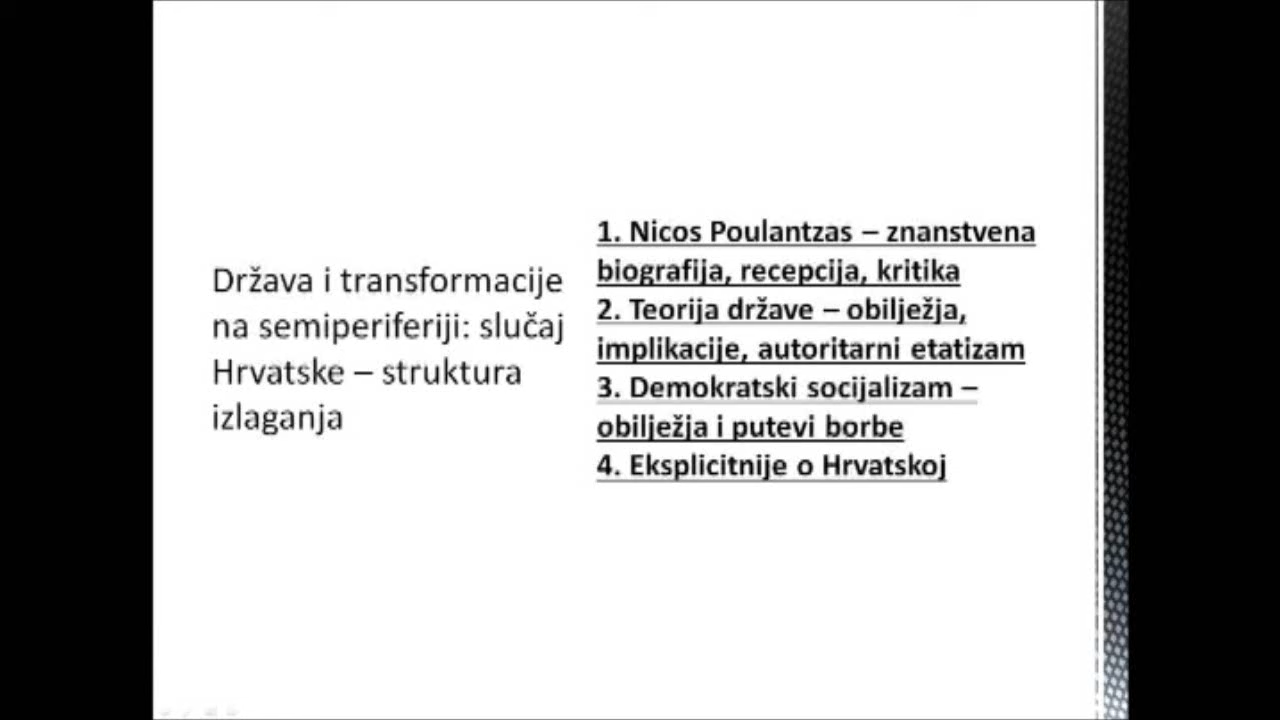 Država i transformacije
na semiperiferiji: slučaj
Hrvatske – struktura
izlaganja
1. Nicos Poulantzas – znanstvena
biografija, recepcija, kritika
2. Teorija države – obilježja,
implikacije, autoritarni etatizam
3. Demokratski socijalizam –
obilježja i putevi borbe
4. Eksplicitnije o Hrvatskoj